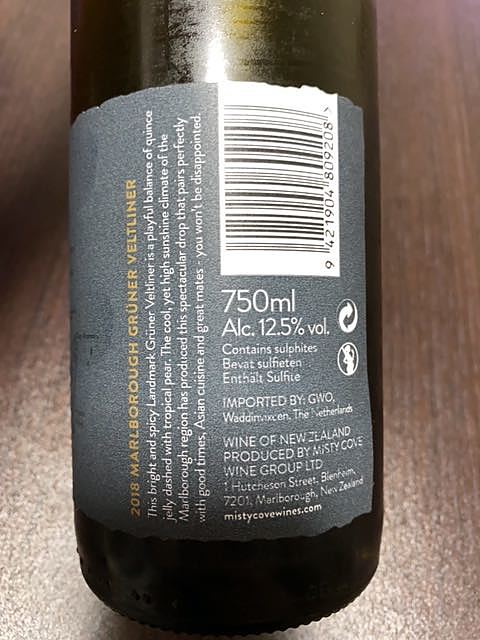 2018 MARLBOROUGH GRÜNER VELTLINER
This bright and spicy Landmark Grüner Veltliner is a playful balance of quince
jelly dashed with tropical pear. The cool, yet high sunshine climate of the
Marlborough region has produced this spectacular drop that pairs perfectly
with good times, Asian cuisine and great mates - you won't be disappointed.
9 421904 809208 >
750ml
Alc. 12.5% vol.
Contains sulphites
Bevat sulfieten
Enthält Sulfite
IMPORTED BY: GWO,
Waddinxveen. The Netherlands
WINE OF NEW ZEALAND
PRODUCED BY MISTY COVE
WINE GROUP LTD
1 Hutcheson Street, Blenheim,
7201, Marlborough, New Zealand
mistycovewines.com